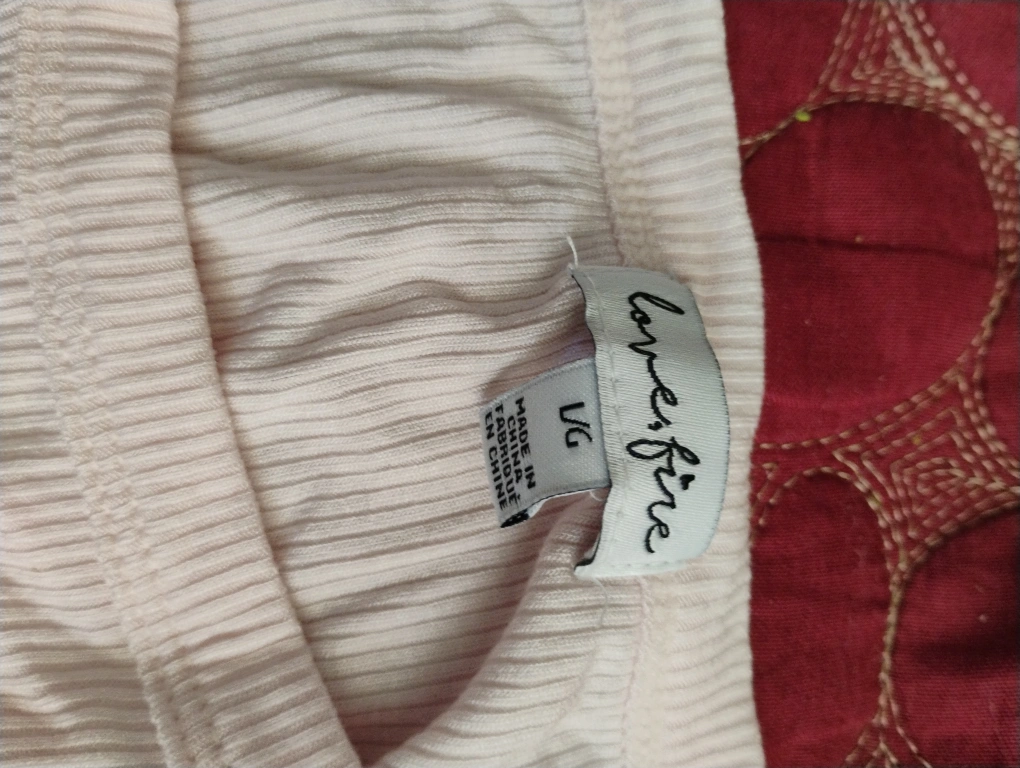 love, fire
L/G
MADE IN
CHINA
FABRIQUÉ
EN CHINE